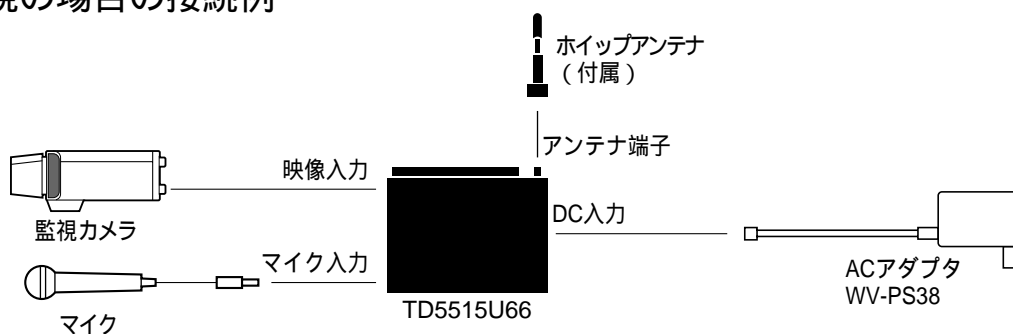 の場合の接続例
ホイップアンテナ
（付属）
アンテナ端子
映像入力
DC入力
監視カメラ
マイク入力
ACアダプタ
WV-PS38
TD5515U66
マイク